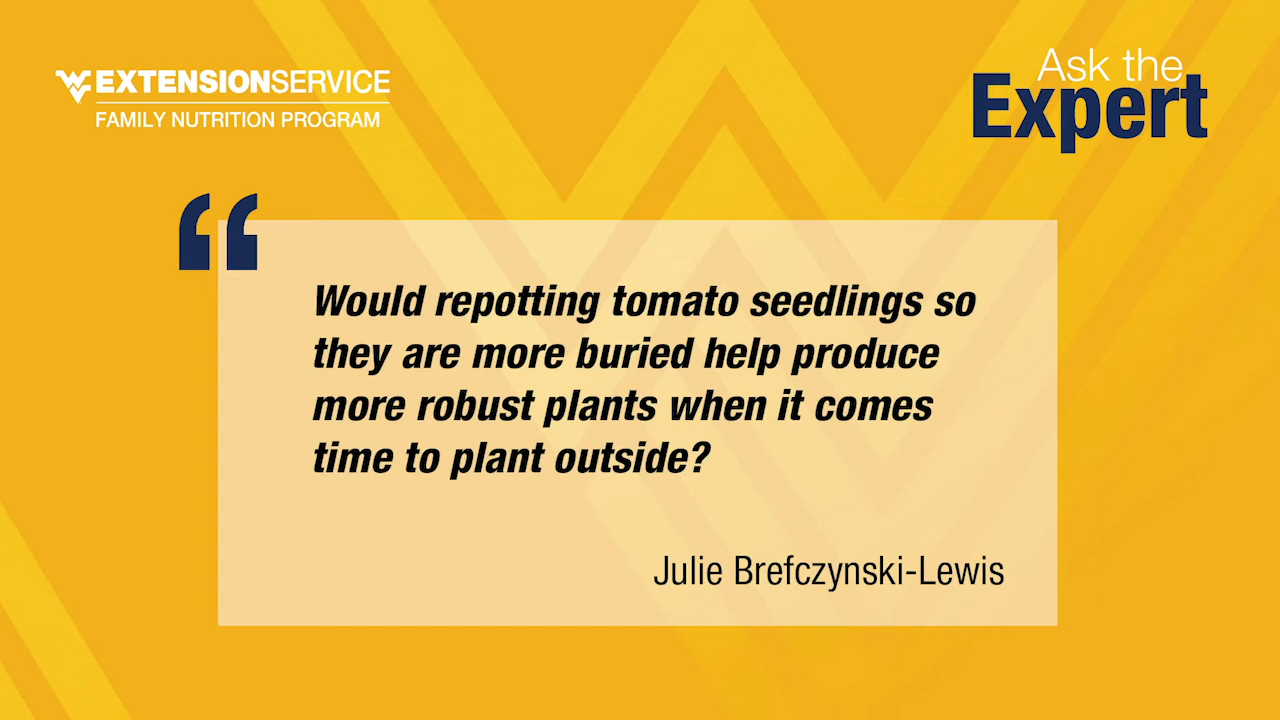 EXTENSIONSERVICE
FAMILY NUTRITION PROGRAM
Ask the
Expert
“
Would repotting tomato seedlings so
they are more buried help produce
more robust plants when it comes
time to plant outside?
Julie Brefczynski-Lewis